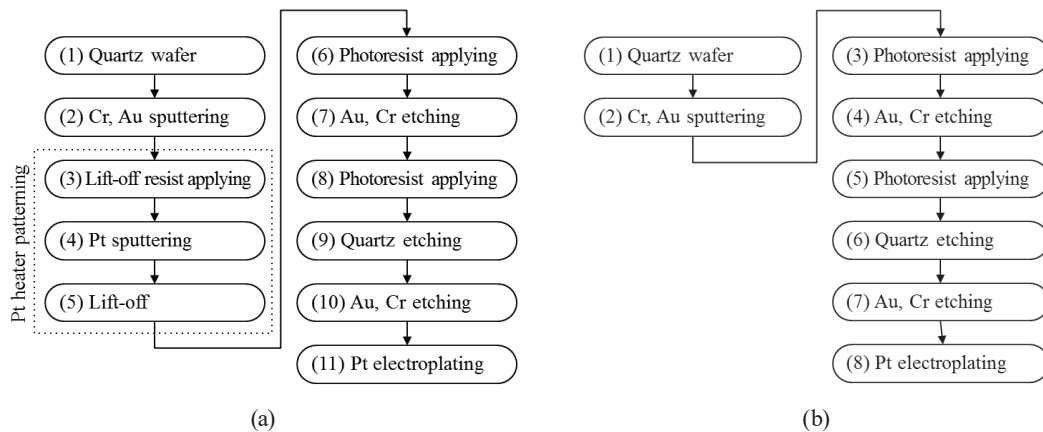 Pt heater patterning
(1) Quartz wafer
(2) Cr, Au sputtering
(3) Lift-off resist applying
(4) Pt sputtering
(5) Lift-off
(6) Photoresist applying
(7) Au, Cr etching
(8) Photoresist applying
(9) Quartz etching
(10) Au, Cr etching
(11) Pt electroplating
(a)
(1) Quartz wafer
(2) Cr, Au sputtering
(3) Photoresist applying
(4) Au, Cr etching
(5) Photoresist applying
(6) Quartz etching
(7) Au, Cr etching
(8) Pt electroplating
(b)